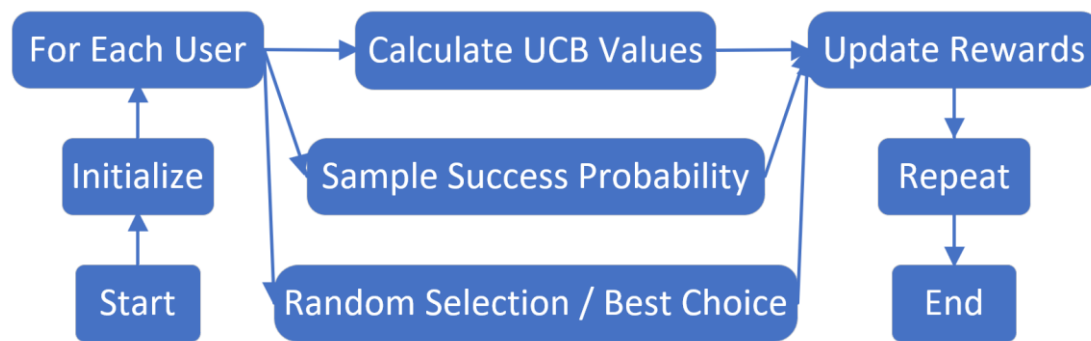 For Each User
Calculate UCB Values
Update Rewards
Initialize
Sample Success Probability
Repeat
Start
Random Selection / Best Choice
End